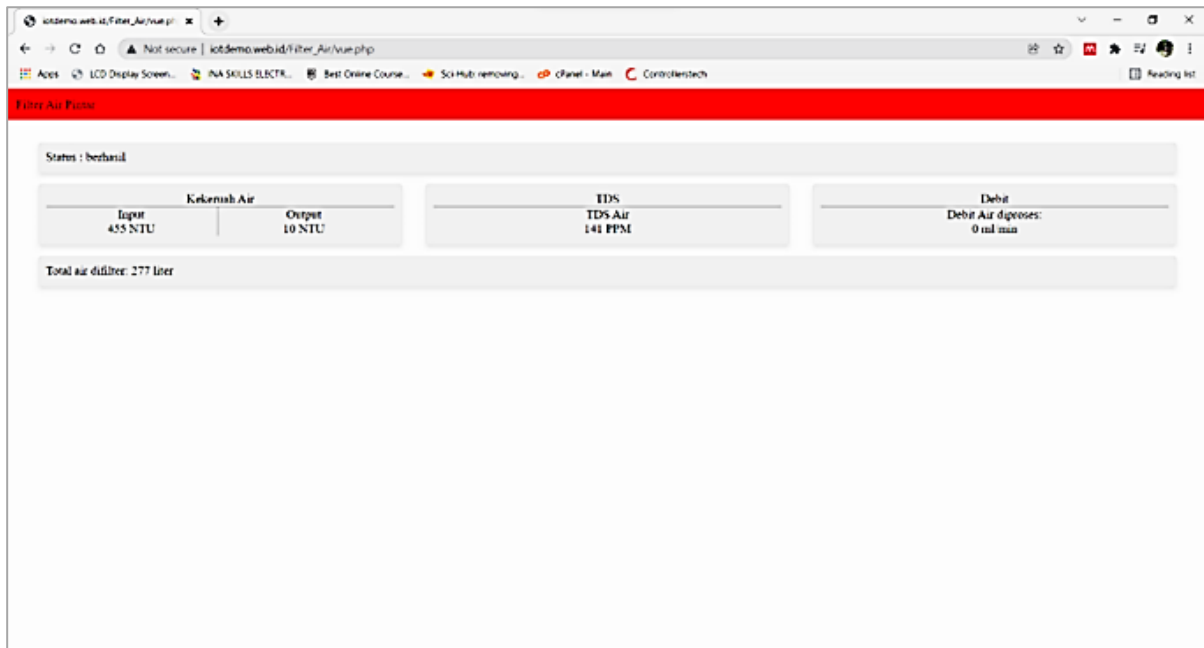 iotdemo.web.id/Filter_Air/vue.p
Not secure | iotdemo.web.id/Filter_Air/vue.php
Apps LCD Display Screen... INA SKILLS ELECTR... Best Online Course... Sci-Hub: removing... cPanel - Main Controllerstech Reading list
Filter Air
Status : berhasil
Kekeruah Air
Input Output
455 NTU 10 NTU
TDS
TDS Air
141 PPM
Debit
Debit Air diproses:
0 ml/min
Total air difilter: 277 liter